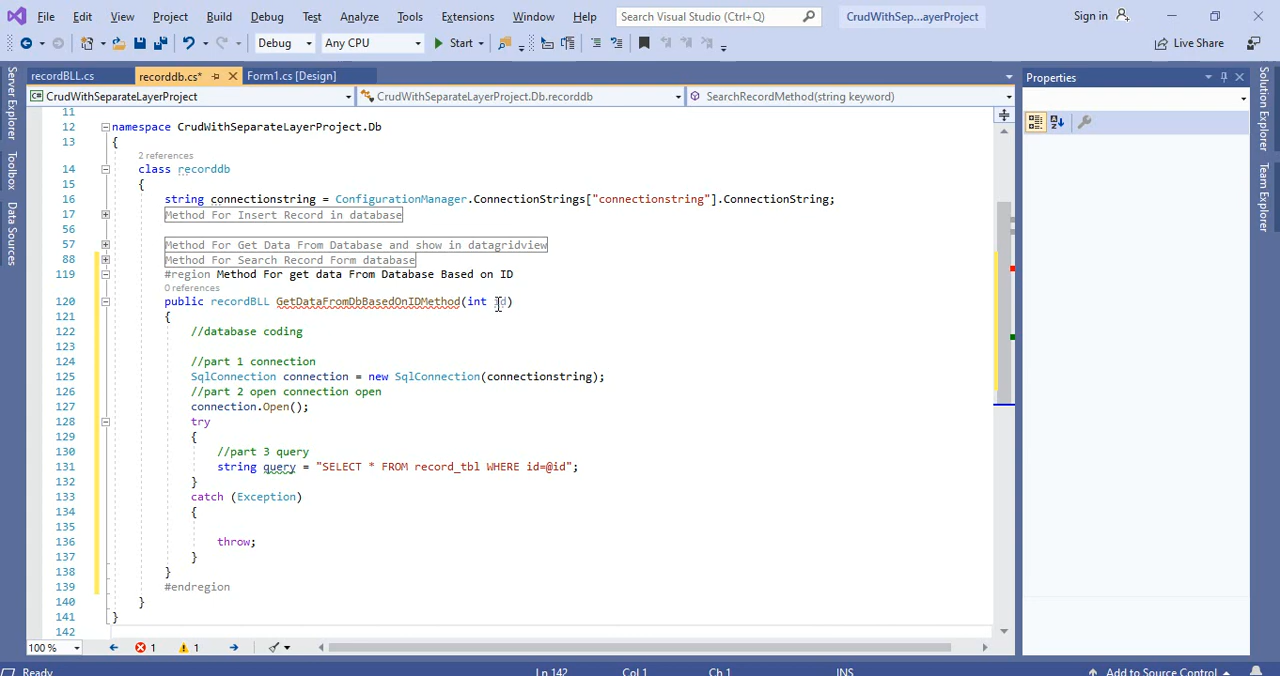 File Edit View Project Build Debug Test Analyze Tools Extensions Window Help Search Visual Studio (Ctrl+Q) CrudWithSep...ayerProject Sign in
Debug Any CPU Start Live Share
recordBLL.cs recorddb.cs* Form1.cs [Design]
CrudWithSeparateLayerProject CrudWithSeparateLayerProject.Db.recorddb SearchRecordMethod(string keyword)
Properties
Server Explorer
Toolbox
Data Sources
Solution Explorer
Team Explorer
11
12 namespace CrudWithSeparateLayerProject.Db
13 {
2 references
14 class recorddb
15 {
16 string connectionstring = ConfigurationManager.ConnectionStrings["connectionstring"].ConnectionString;
17 Method For Insert Record in database
56
57 Method For Get Data From Database and show in datagridview
88 Method For Search Record Form database
119 #region Method For get data From Database Based on ID
0 references
120 public recordBLL GetDataFromDbBasedOnIDMethod(int id)
121 {
122 //database coding
123
124 //part 1 connection
125 SqlConnection connection = new SqlConnection(connectionstring);
126 //part 2 open connection open
127 connection.Open();
128 try
129 {
130 //part 3 query
131 string query = "SELECT * FROM record_tbl WHERE id=@id";
132 }
133 catch (Exception)
134 {
135
136 throw;
137 }
138 }
139 #endregion
140 }
141 }
142
100 % 1 1
Ready Ln 142 Col 1 Ch 1 INS Add to Source Control